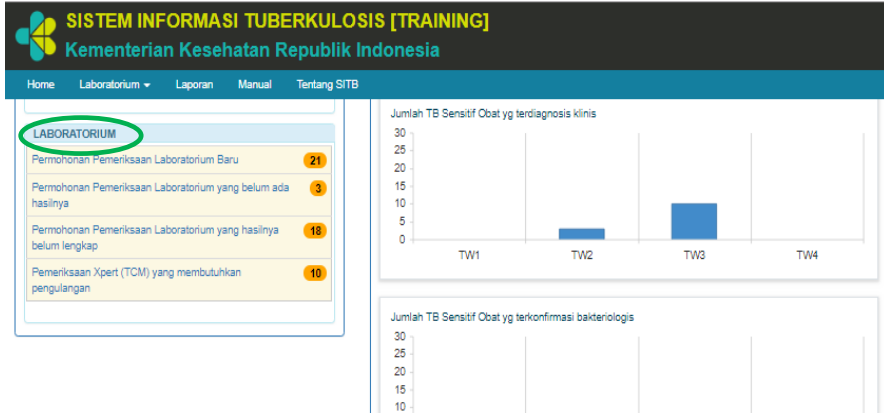 SISTEM INFORMASI TUBERKULOSIS [TRAINING]
Kementerian Kesehatan Republik Indonesia
Home Laboratorium Laporan Manual Tentang SITB
LABORATORIUM
Permohonan Pemeriksaan Laboratorium Baru 21
Permohonan Pemeriksaan Laboratorium yang belum ada 3
hasilnya
Permohonan Pemeriksaan Laboratorium yang hasilnya 18
belum lengkap
Pemeriksaan Xpert (TCM) yang membutuhkan 10
pengulangan
Jumlah TB Sensitif Obat yg terdiagnosis klinis
30
25
20
15
10
5
0
TW1 TW2 TW3 TW4
Jumlah TB Sensitif Obat yg terkonfirmasi bakteriologis
30
25
20
15
10